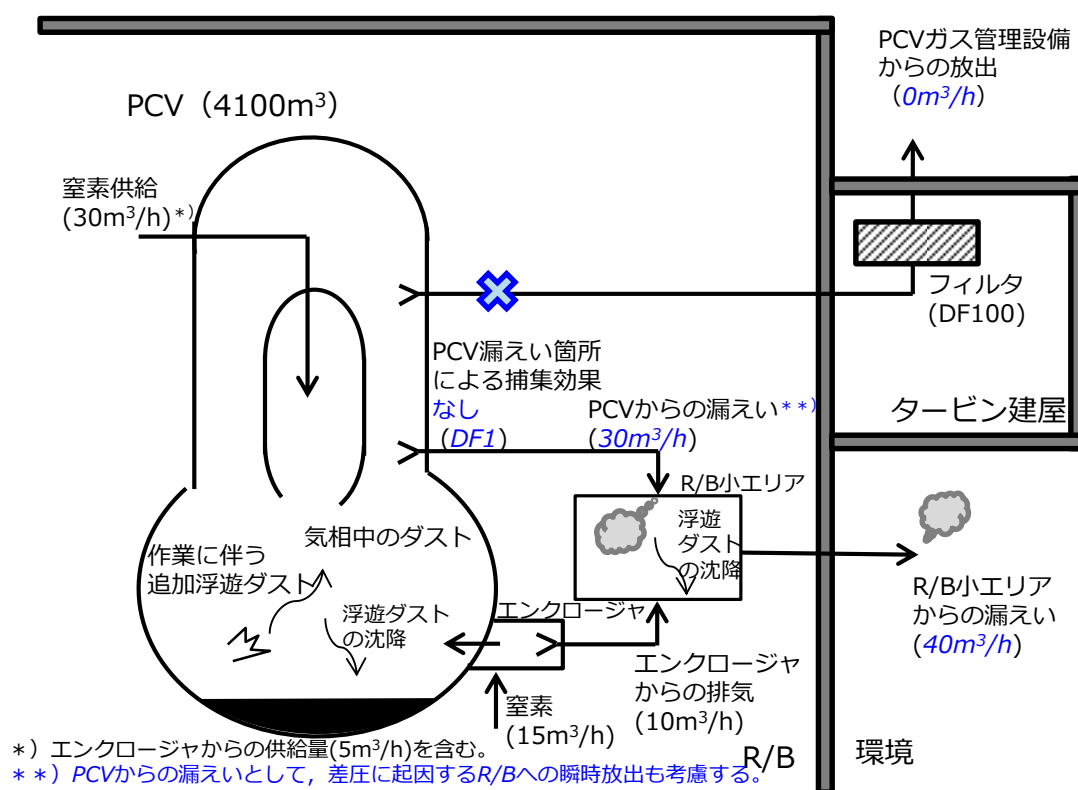 PCVガス管理設備
からの放出
（0m³/h）
PCV（4100m³）
窒素供給
(30m³/h)*）
フィルタ
(DF100)
PCV漏えい箇所
による捕集効果
なし
（DF1）
PCVからの漏えい**）
(30m³/h)
タービン建屋
R/B小エリア
浮遊
ダスト
の沈降
気相中のダスト
作業に伴う
追加浮遊ダスト
浮遊ダスト
の沈降
エンクロージャ
R/B小エリア
からの漏えい
(40m³/h)
エンクロージャ
からの排気
(10m³/h)
窒素
(15m³/h)
*）エンクロージャからの供給量(5m³/h)を含む。
**）PCVからの漏えいとして，差圧に起因するR/Bへの瞬時放出も考慮する。
R/B
環境